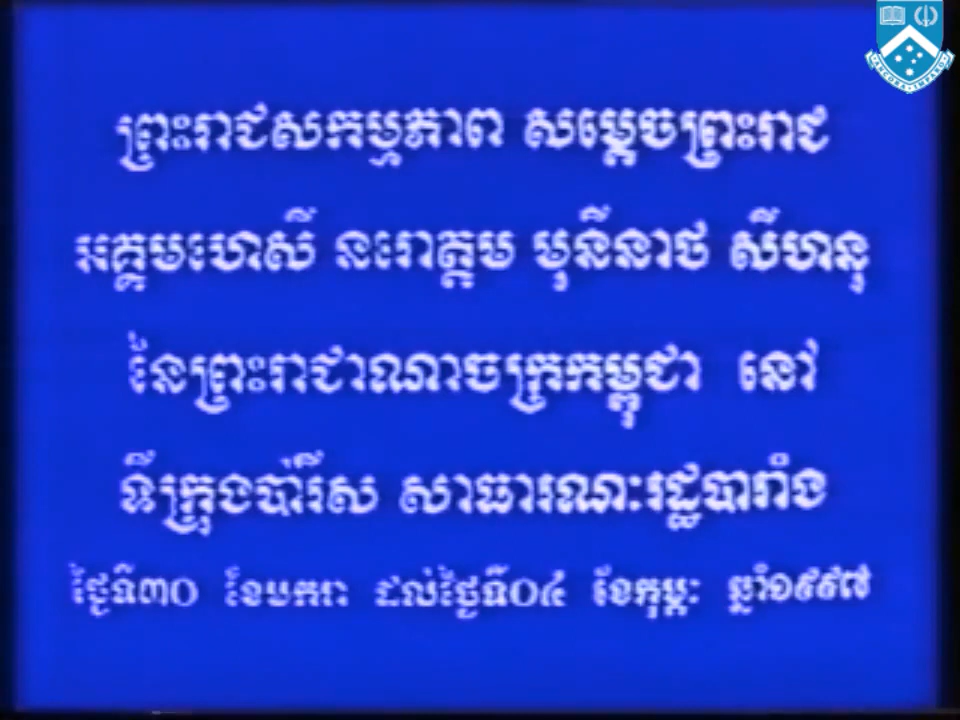 ព្រះរាជសកម្មភាព សម្តេចព្រះរាជ
អគ្គមហេសី នរោត្តម មុនីនាថ សីហនុ
នៃព្រះរាជាណាចក្រកម្ពុជា នៅ
ទីក្រុងប៉ារីស សាធារណៈរដ្ឋបារាំង
ថ្ងៃទី៣០ ខែមករា ដល់ថ្ងៃទី០៤ ខែកុម្ភៈ ឆ្នាំ១៩៩៧
ANCORA IMPARO